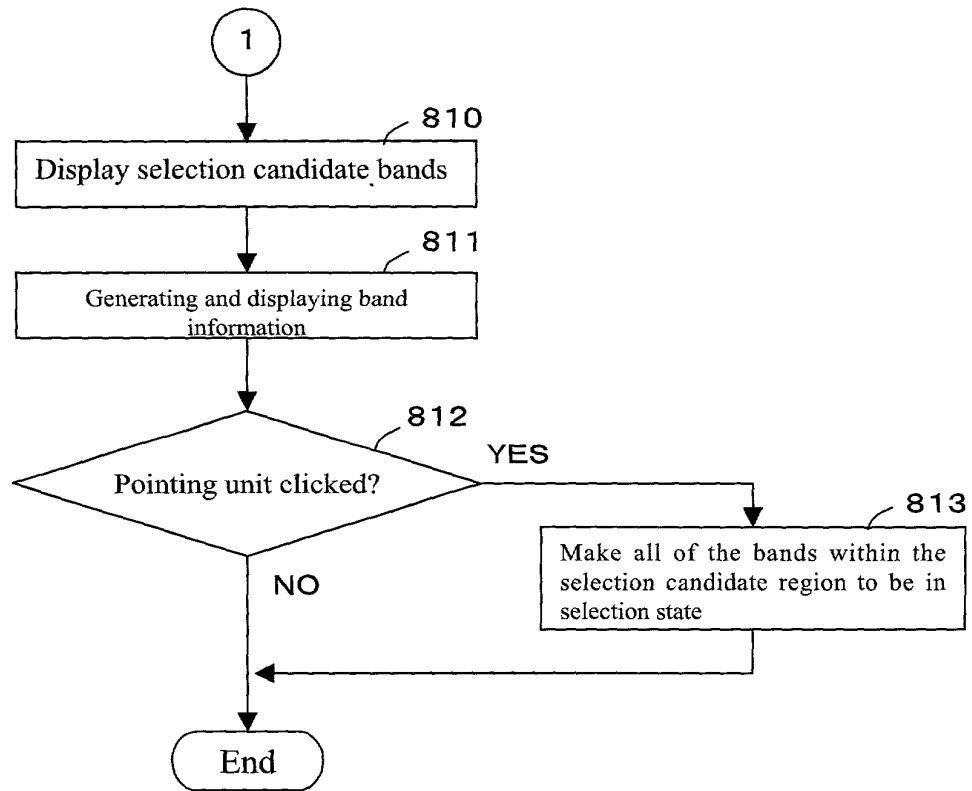 1
810
Display selection candidate bands
811
Generating and displaying band
information
812
Pointing unit clicked?
YES
813
Make all of the bands within the
selection candidate region to be in
selection state
NO
End